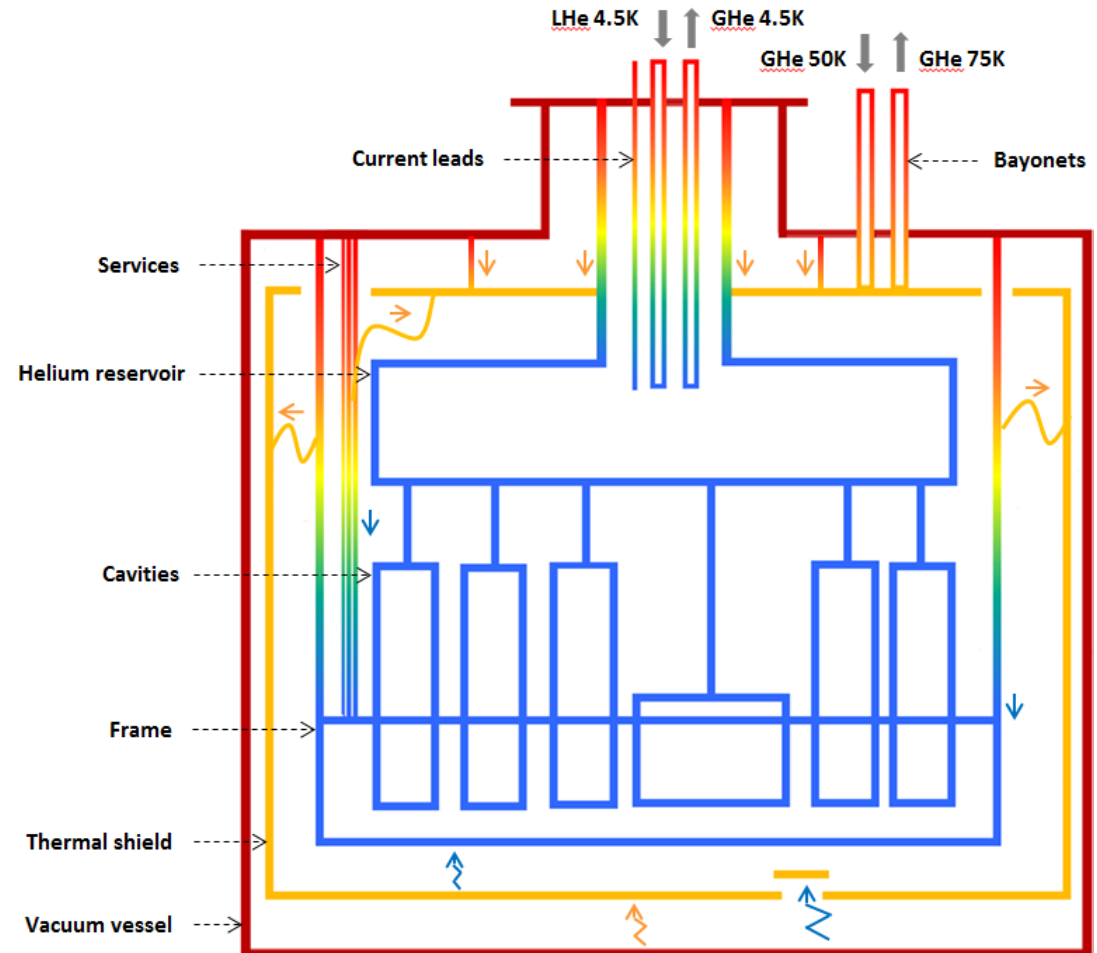 LHe 4.5K
GHe 4.5K
GHe 50K
GHe 75K
Current leads
Bayonets
Services
Helium reservoir
Cavities
Frame
Thermal shield
Vacuum vessel